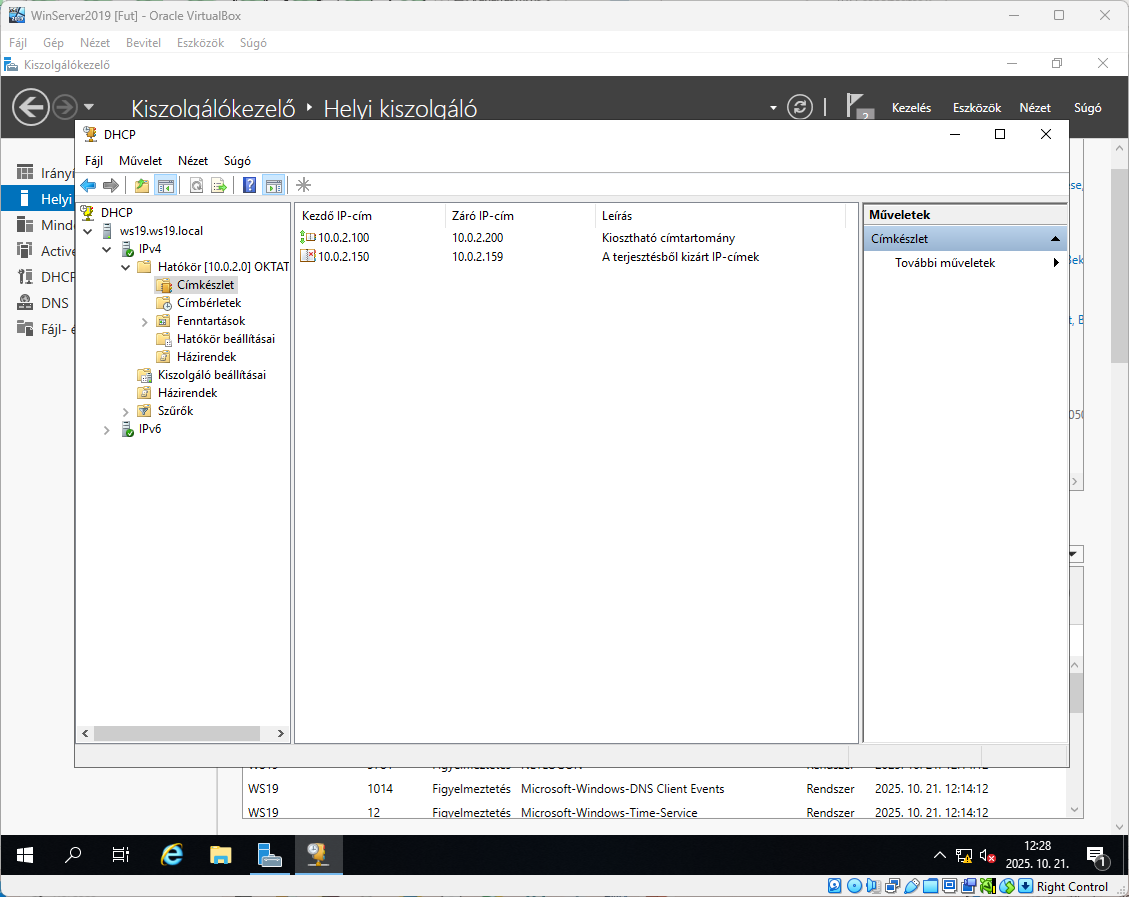 WinServer2019 [Fut] - Oracle VirtualBox
Fájl Gép Nézet Bevitel Eszközök Súgó
Kiszolgálókezelő
Kiszolgálókezelő Helyi kiszolgáló
Kezelés Eszközök Nézet Súgó
DHCP
Fájl Művelet Nézet Súgó
Helyi
DHCP
DNS
DHCP
ws19.ws19.local
IPv4
Hatókör [10.0.2.0] OKTAT
Címkészlet
Címbérletek
Fenntartások
Hatókör beállításai
Házirendek
Kiszolgáló beállításai
Házirendek
Szűrők
IPv6
Kezdő IP-cím Záró IP-cím Leírás
10.0.2.100 10.0.2.200 Kiosztható címtartomány
10.0.2.150 10.0.2.159 A terjesztésből kizárt IP-címek
Műveletek
Címkészlet
További műveletek
WS19 1014 Figyelmeztetés Microsoft-Windows-DNS Client Events Rendszer 2025. 10. 21. 12:14:12
WS19 12 Figyelmeztetés Microsoft-Windows-Time-Service Rendszer 2025. 10. 21. 12:14:12
12:28
2025. 10. 21.
1
Right Control